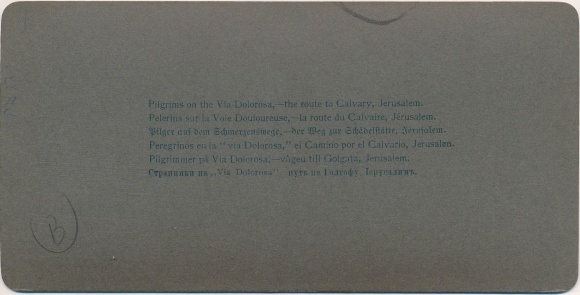 Pilgrims on the Via Dolorosa,—the route to Calvary, Jerusalem.
Pelerins sur la Voie Douloureuse,—la route du Calvaire, Jérusalem.
Pilger auf dem Schmerzenswege,—der Weg zur Schädelstätte, Jerusalem.
Peregrinos en la "via Dolorosa," el Camino por el Calvario, Jerusalen.
Pilgrimmer på Via Dolorosa,—vägen till Golgata, Jerusalem.
Странники на „Via Dolorosa" путь на Голгофу, Іерусалимъ.
B